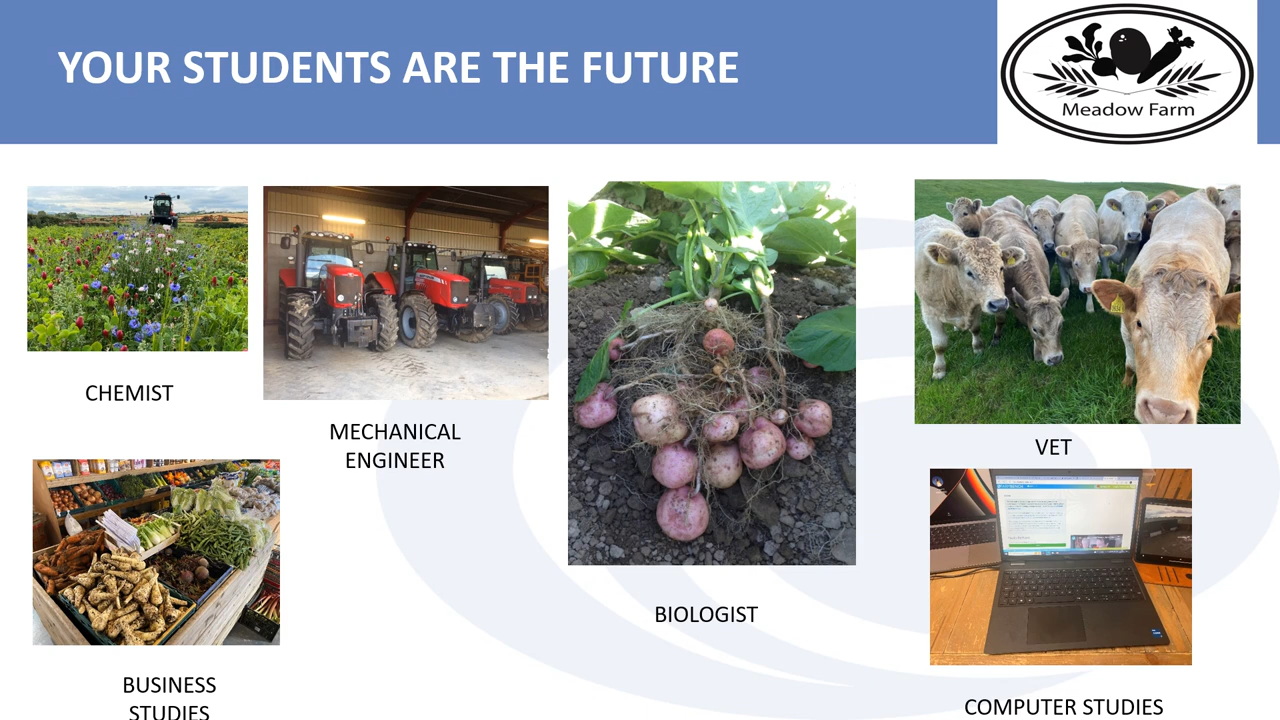 YOUR STUDENTS ARE THE FUTURE
Meadow Farm
CHEMIST
MECHANICAL
ENGINEER
BIOLOGIST
VET
BUSINESS
STUDIES
COMPUTER STUDIES